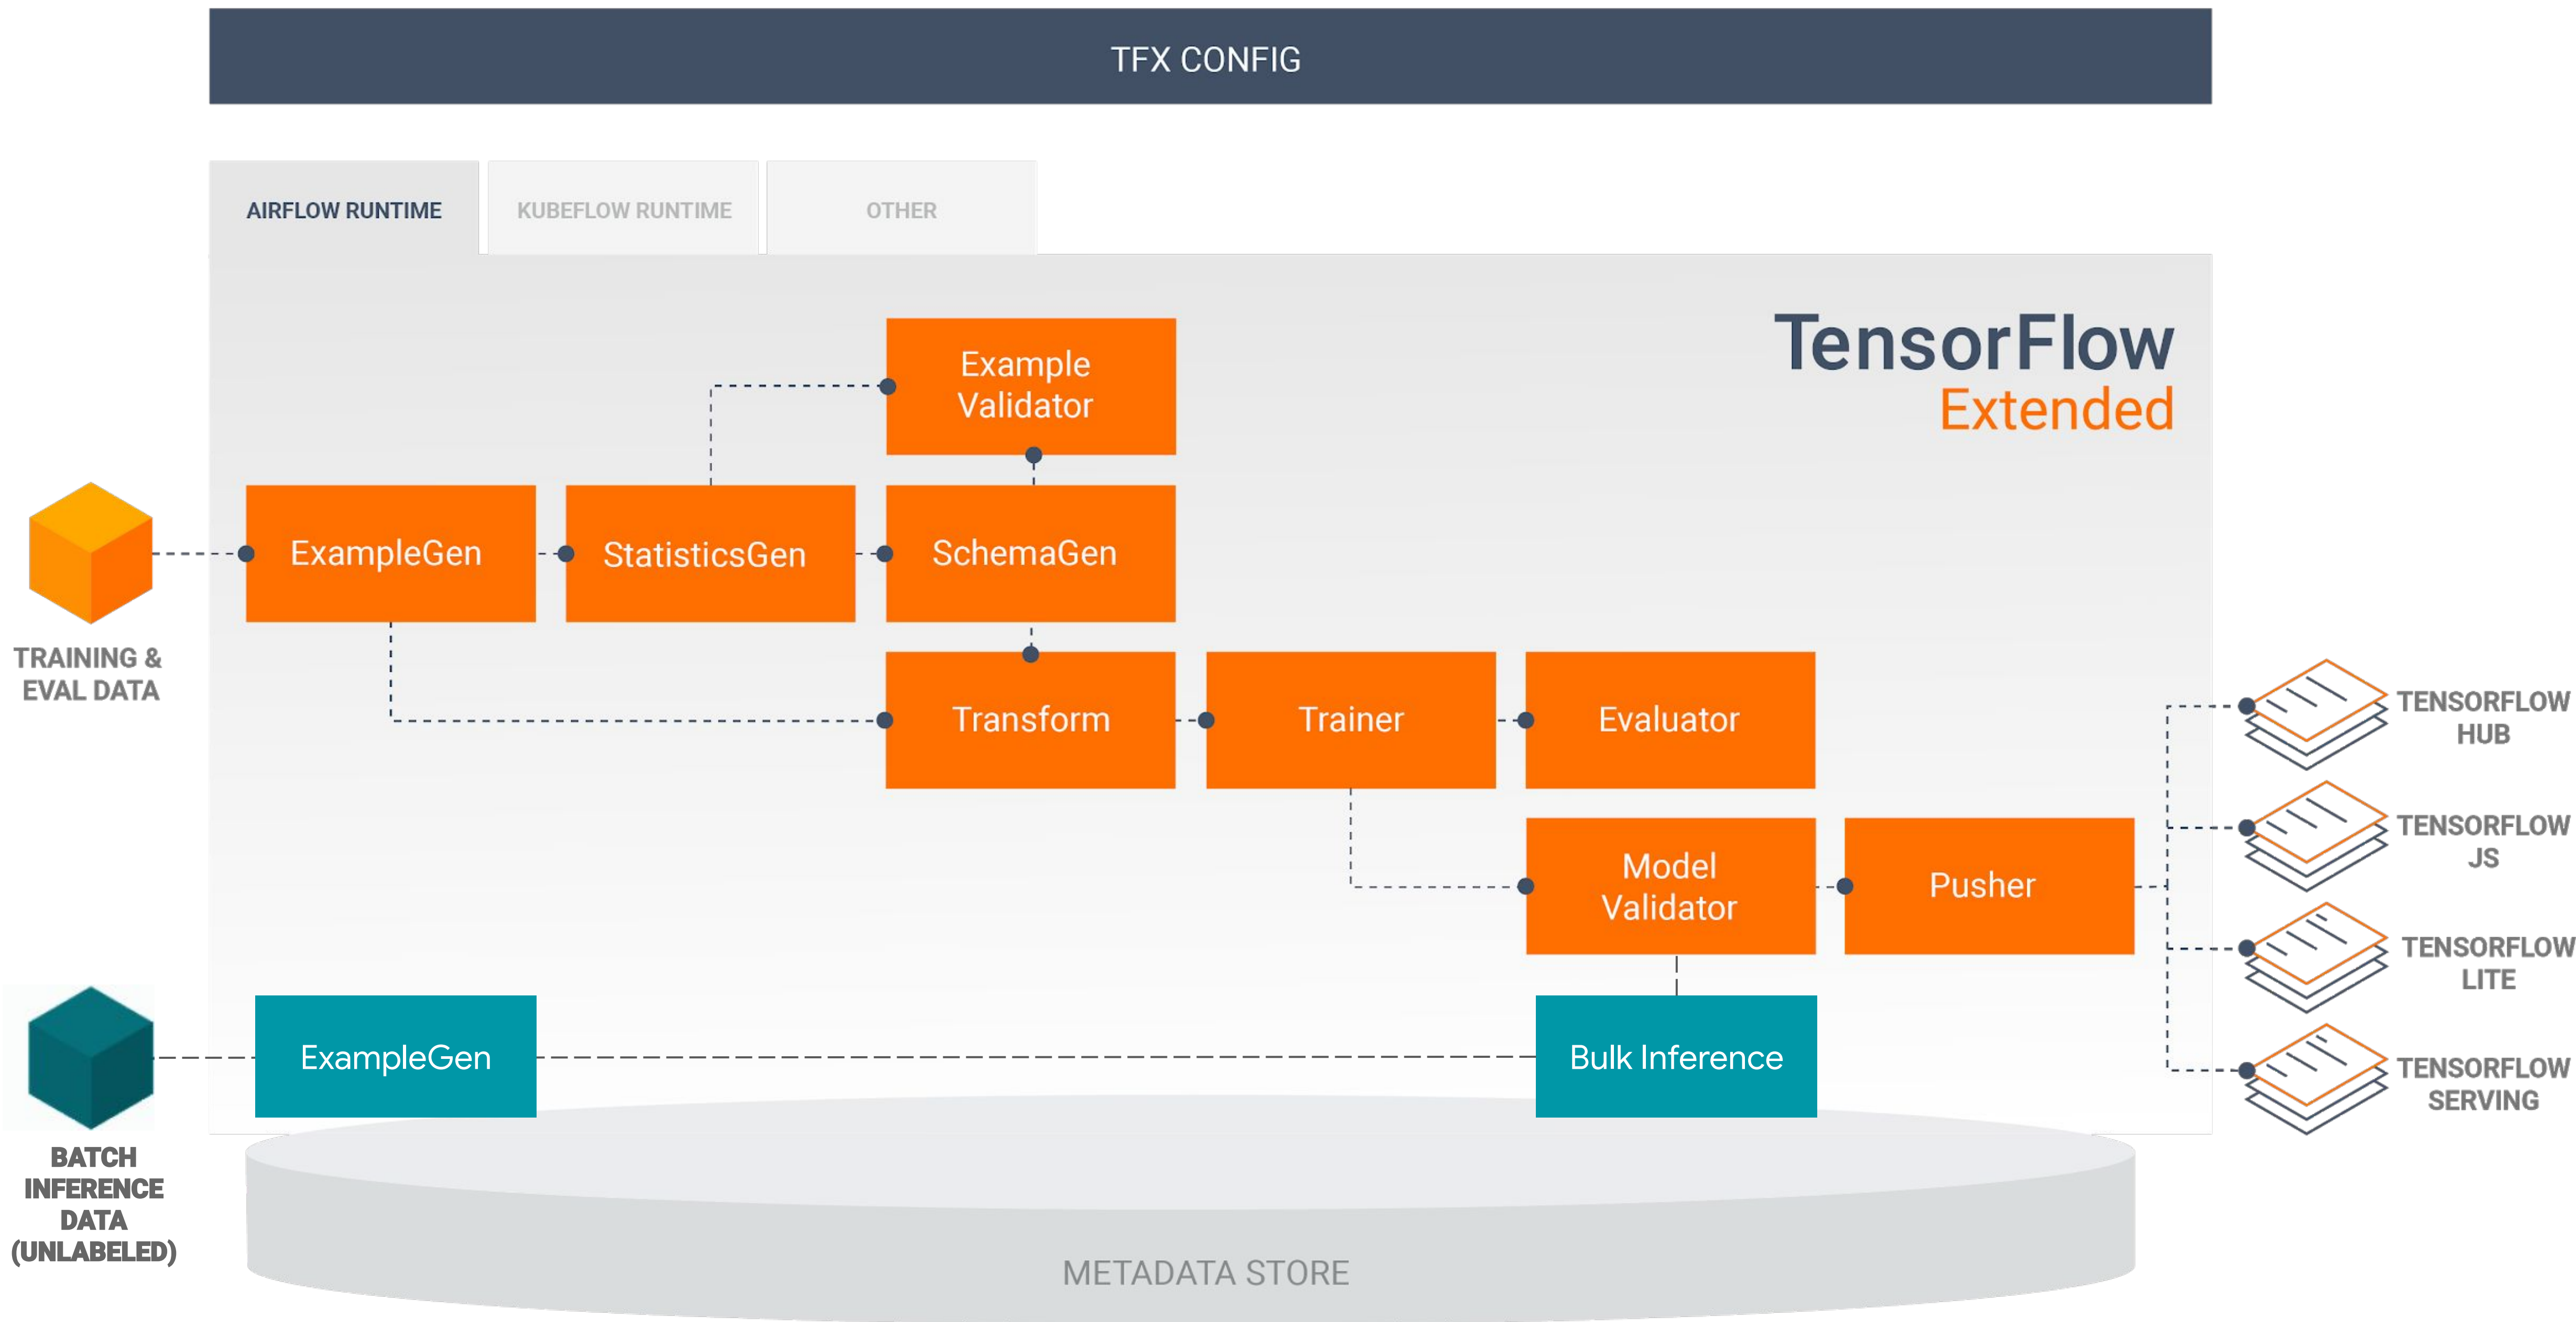 TFX CONFIG
AIRFLOW RUNTIME
KUBEFLOW RUNTIME
OTHER
TensorFlow
Extended
Example
Validator
ExampleGen
StatisticsGen
SchemaGen
TRAINING &
EVAL DATA
Transform
Trainer
Evaluator
Model
Validator
Pusher
TENSORFLOW
HUB
TENSORFLOW
JS
TENSORFLOW
LITE
TENSORFLOW
SERVING
ExampleGen
Bulk Inference
BATCH
INFERENCE
DATA
(UNLABELED)
METADATA STORE